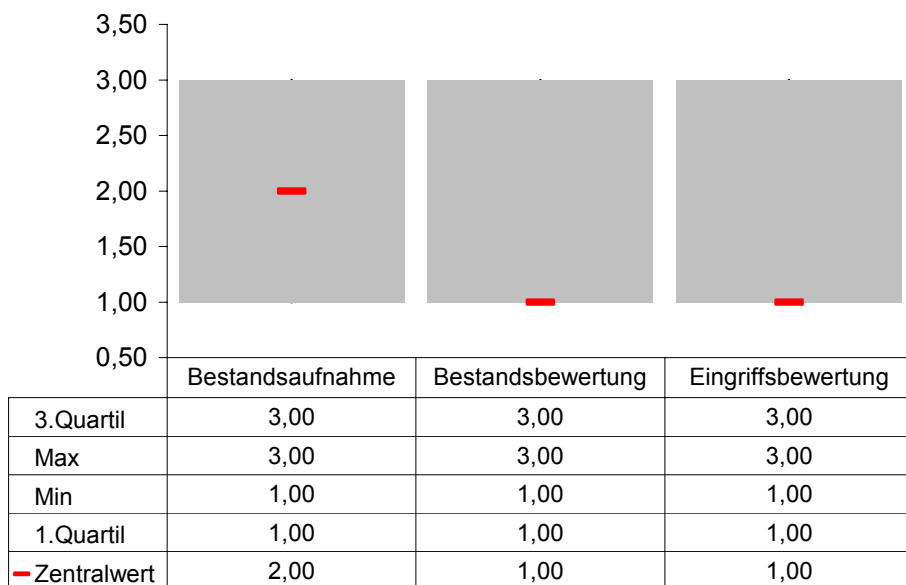 3,50
3,00
2,50
2,00
1,50
1,00
0,50
Bestandsaufnahme Bestandsbewertung Eingriffsbewertung
3.Quartil 3,00 3,00 3,00
Max 3,00 3,00 3,00
Min 1,00 1,00 1,00
1.Quartil 1,00 1,00 1,00
Zentralwert 2,00 1,00 1,00